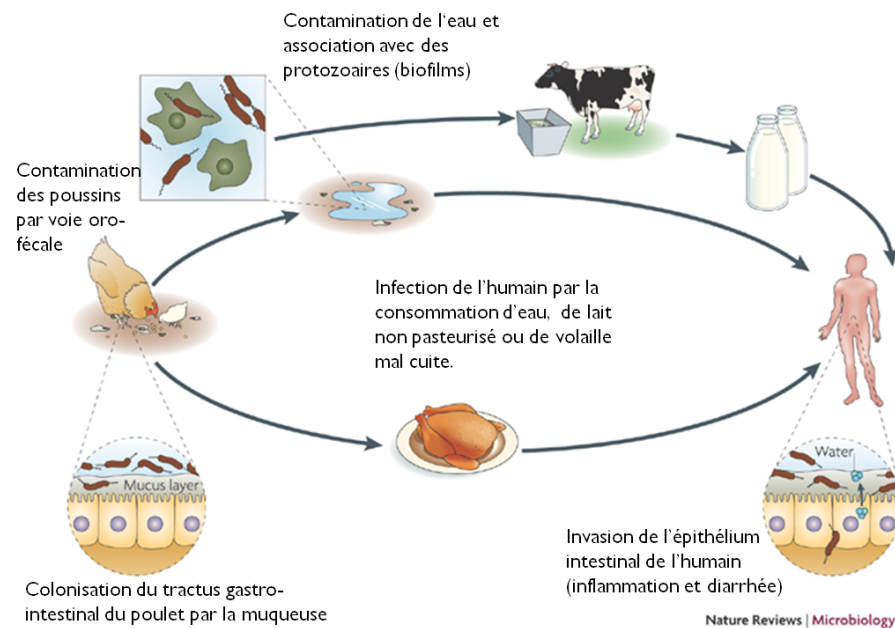 Contamination de l'eau et
association avec des
protozoaires (biofilms)
Contamination
des poussins
par voie oro-
fécale
Infection de l'humain par la
consommation d'eau, de lait
non pasteurisé ou de volaille
mal cuite.
Mucus layer
Water
Colonisation du tractus gastro-
intestinal du poulet par la muqueuse
Invasion de l'épithélium
intestinal de l'humain
(inflammation et diarrhée)
Nature Reviews | Microbiology